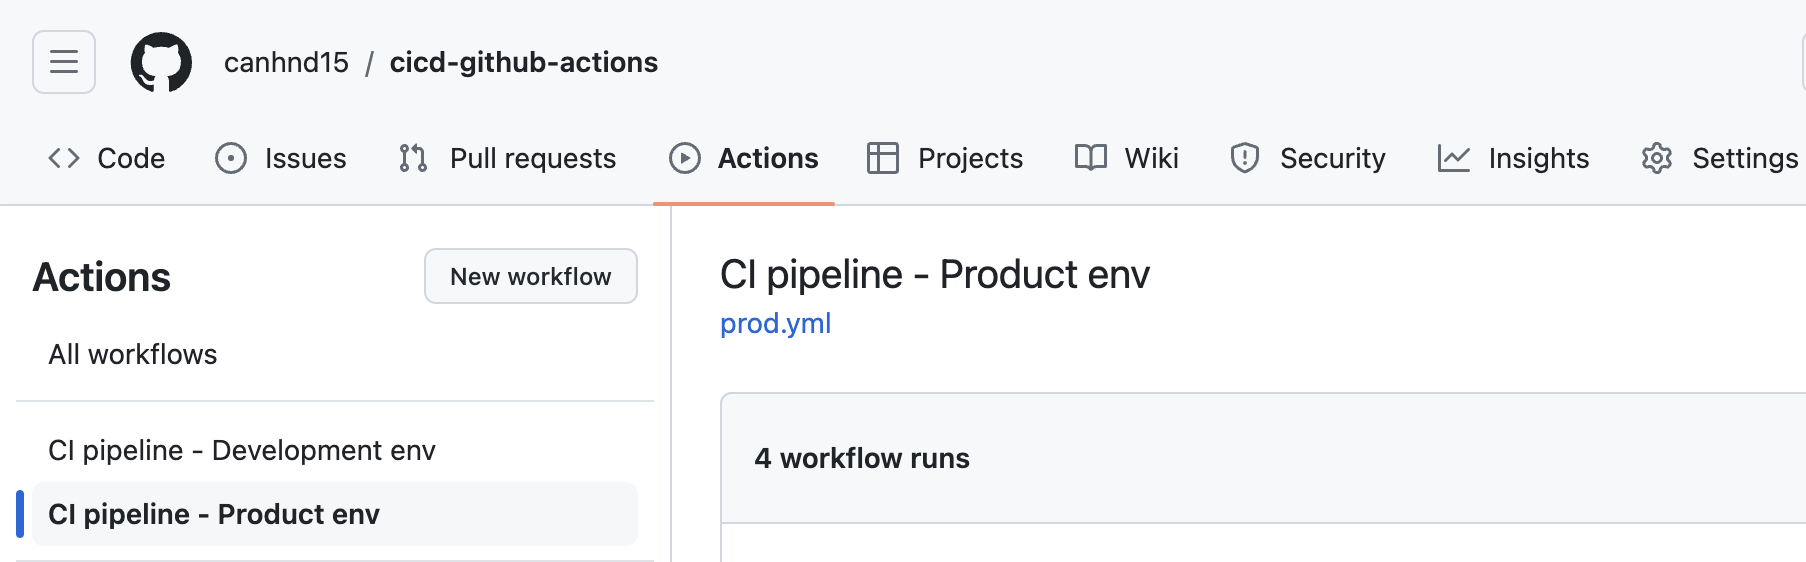 canhnd15 / cicd-github-actions
Code Issues Pull requests Actions Projects Wiki Security Insights Settings
Actions
New workflow
All workflows
CI pipeline - Development env
CI pipeline - Product env
CI pipeline - Product env
prod.yml
4 workflow runs